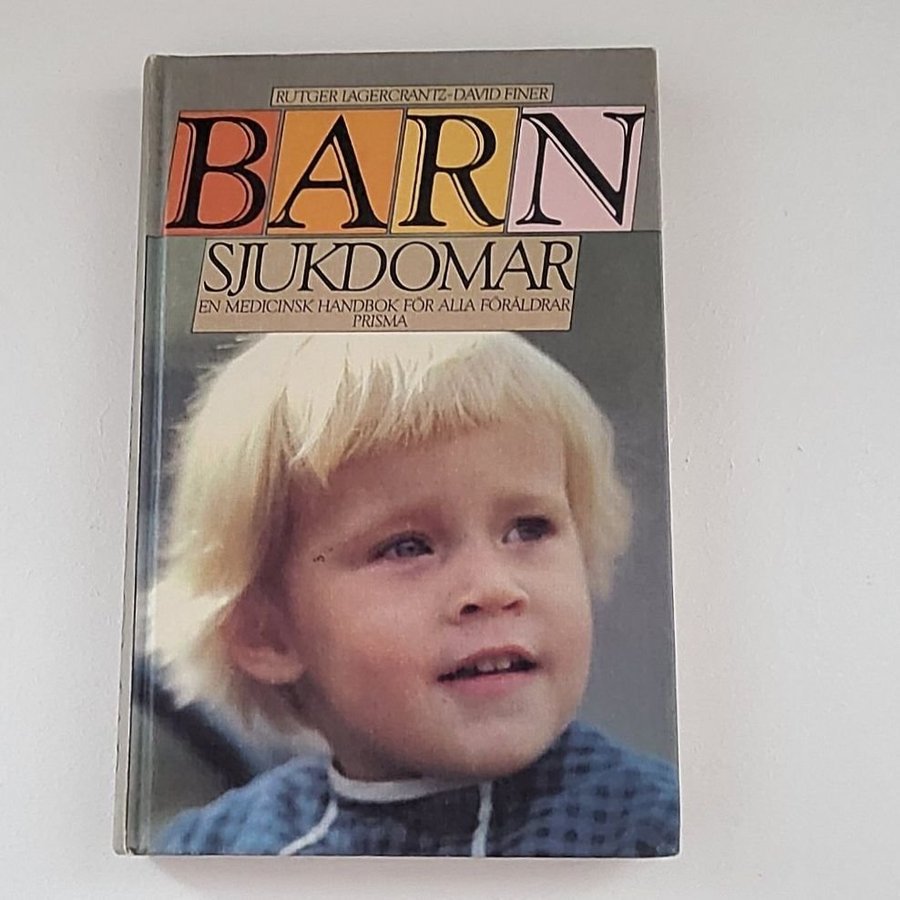 RUTGER LAGERCRANTZ-DAVID FINER
BARN
SJUKDOMAR
EN MEDICINSK HANDBOK FÖR ALLA FÖRÄLDRAR
PRISMA